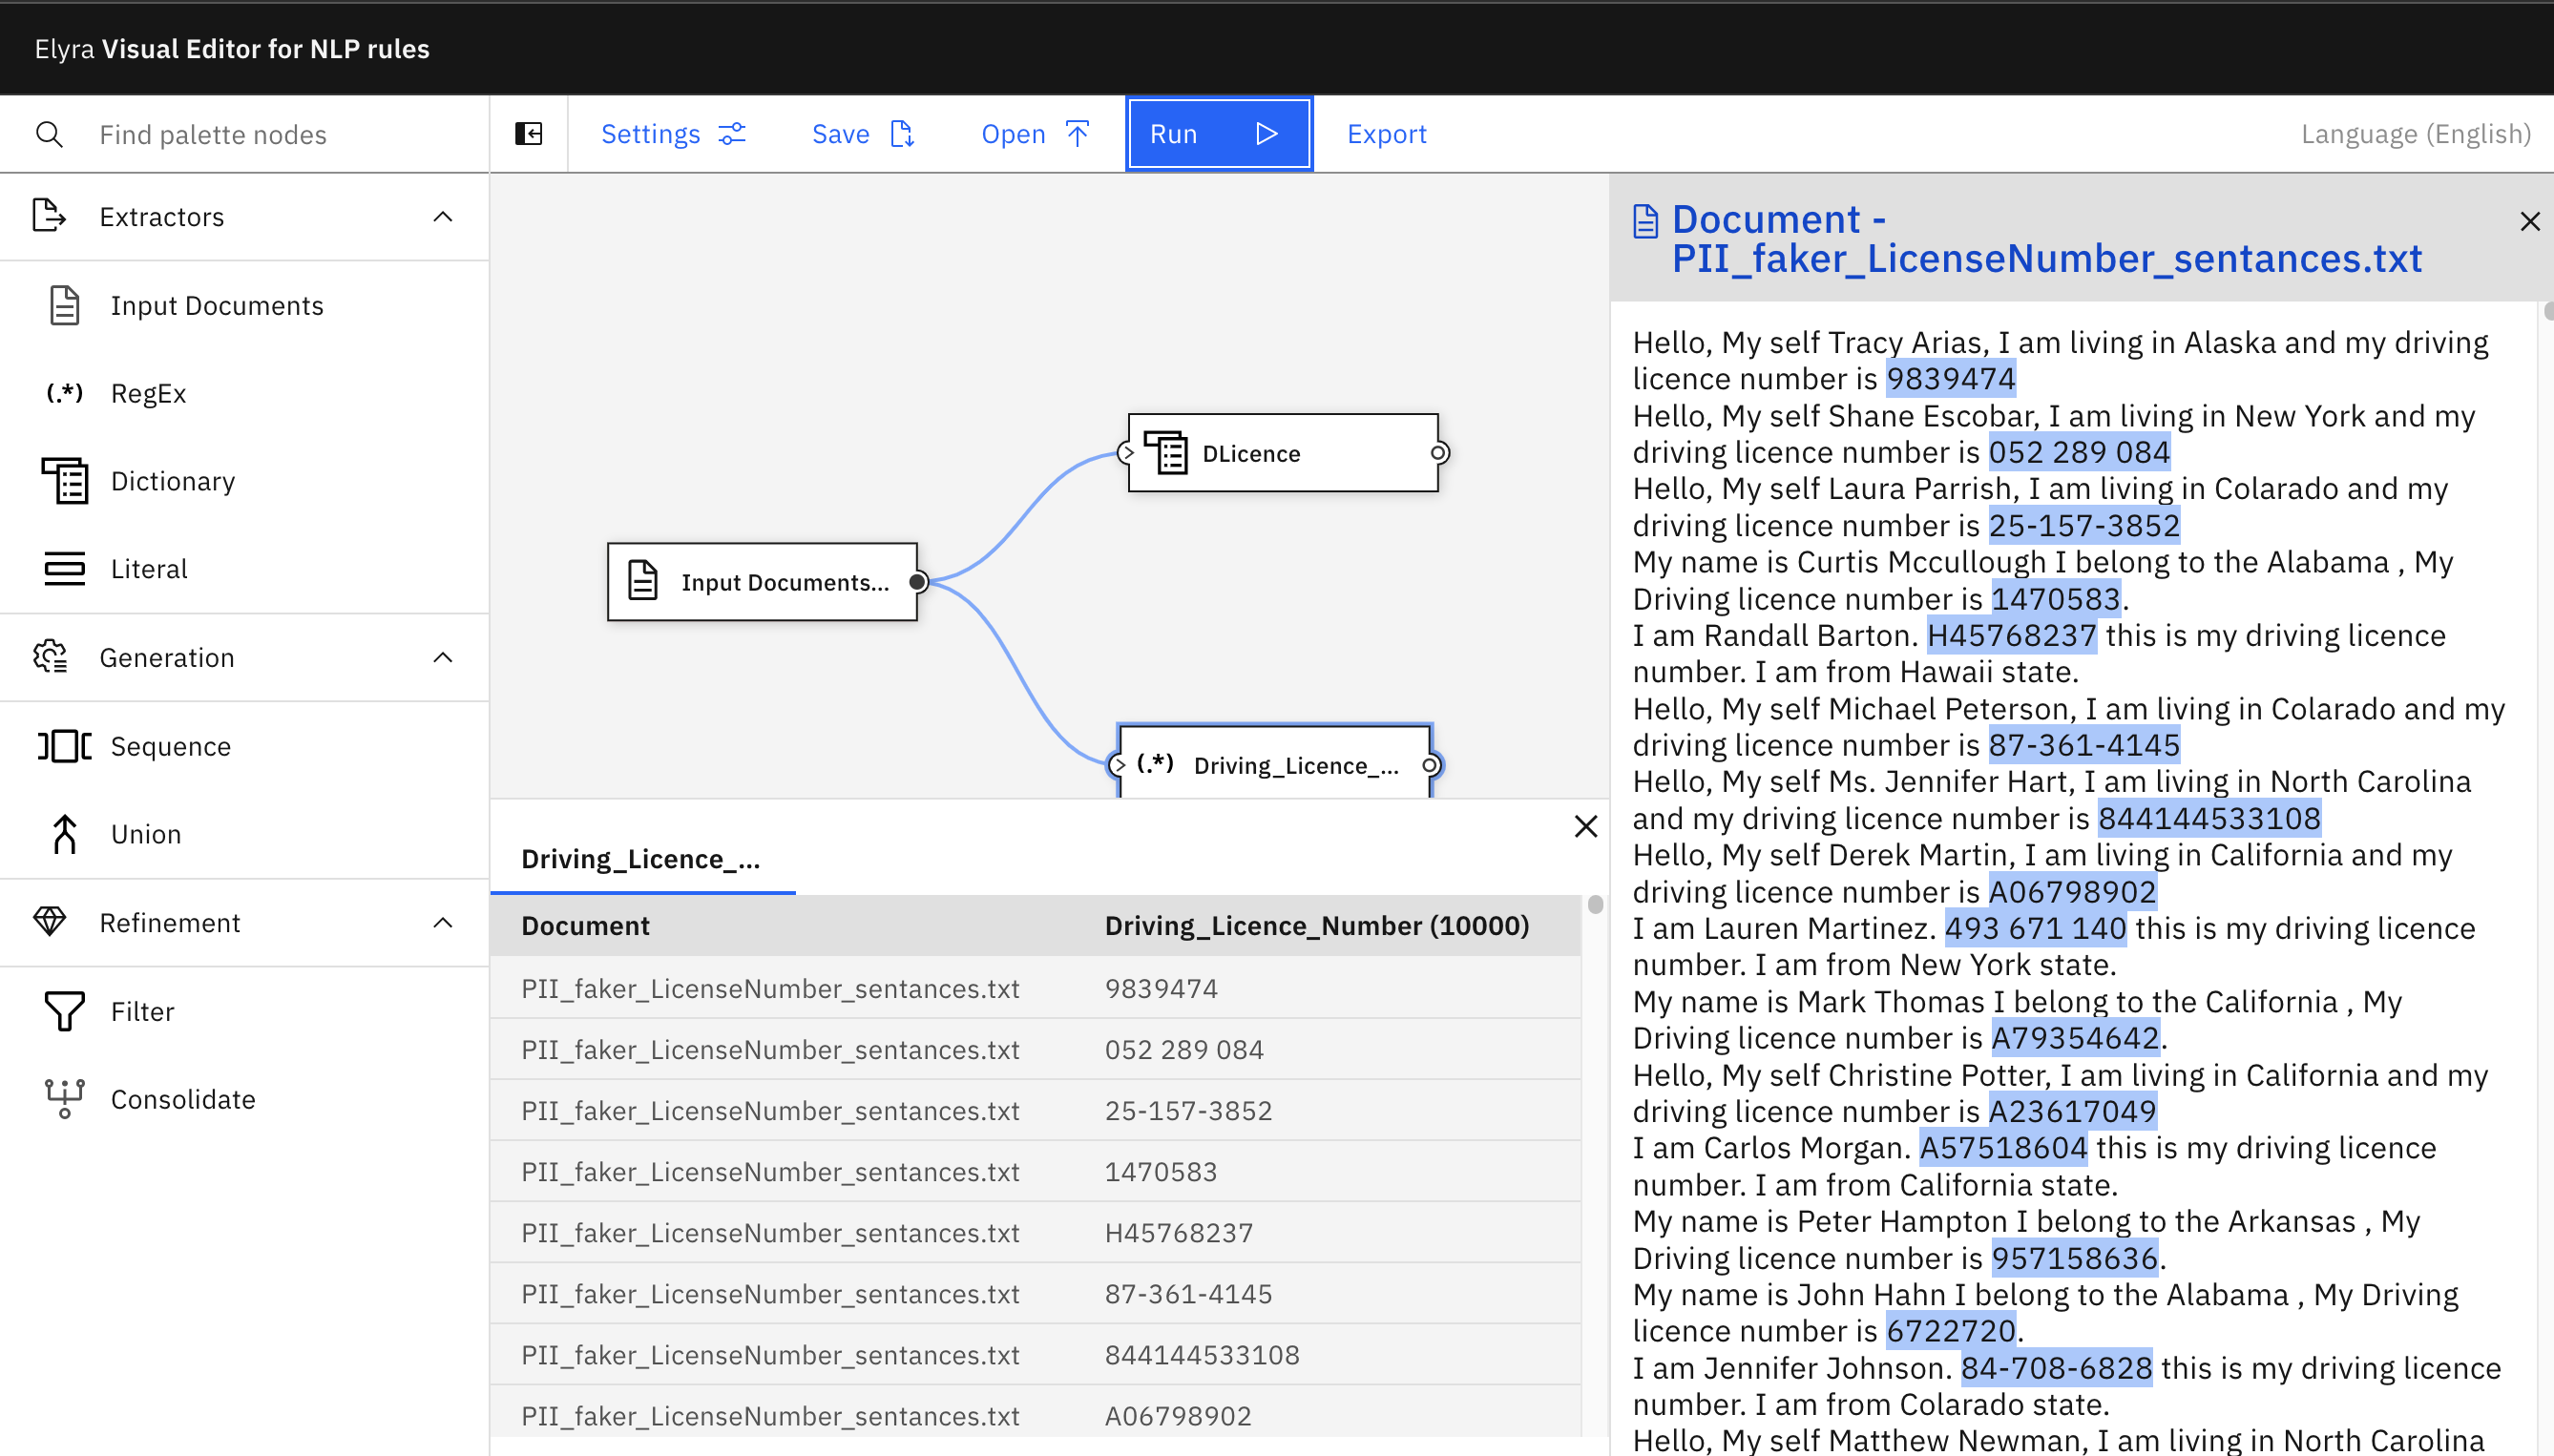 Elyra Visual Editor for NLP rules
Find palette nodes
Settings
Save
Open
Run
Export
Language (English)
Extractors
Input Documents
(.*) RegEx
Dictionary
Literal
Generation
Sequence
Union
Refinement
Filter
Consolidate
DLicence
Input Documents...
(.*) Driving_Licence_...
Driving_Licence_...
Document Driving_Licence_Number (10000)
PII_faker_LicenseNumber_sentances.txt 9839474
PII_faker_LicenseNumber_sentances.txt 052 289 084
PII_faker_LicenseNumber_sentances.txt 25-157-3852
PII_faker_LicenseNumber_sentances.txt 1470583
PII_faker_LicenseNumber_sentances.txt H45768237
PII_faker_LicenseNumber_sentances.txt 87-361-4145
PII_faker_LicenseNumber_sentances.txt 844144533108
PII_faker_LicenseNumber_sentances.txt A06798902
Document -
PII_faker_LicenseNumber_sentances.txt
Hello, My self Tracy Arias, I am living in Alaska and my driving
licence number is 9839474
Hello, My self Shane Escobar, I am living in New York and my
driving licence number is 052 289 084
Hello, My self Laura Parrish, I am living in Colarado and my
driving licence number is 25-157-3852
My name is Curtis Mccullough I belong to the Alabama , My
Driving licence number is 1470583.
I am Randall Barton. H45768237 this is my driving licence
number. I am from Hawaii state.
Hello, My self Michael Peterson, I am living in Colarado and my
driving licence number is 87-361-4145
Hello, My self Ms. Jennifer Hart, I am living in North Carolina
and my driving licence number is 844144533108
Hello, My self Derek Martin, I am living in California and my
driving licence number is A06798902
I am Lauren Martinez. 493 671 140 this is my driving licence
number. I am from New York state.
My name is Mark Thomas I belong to the California , My
Driving licence number is A79354642.
Hello, My self Christine Potter, I am living in California and my
driving licence number is A23617049
I am Carlos Morgan. A57518604 this is my driving licence
number. I am from California state.
My name is Peter Hampton I belong to the Arkansas , My
Driving licence number is 957158636.
My name is John Hahn I belong to the Alabama , My Driving
licence number is 6722720.
I am Jennifer Johnson. 84-708-6828 this is my driving licence
number. I am from Colarado state.
Hello, My self Matthew Newman, I am living in North Carolina